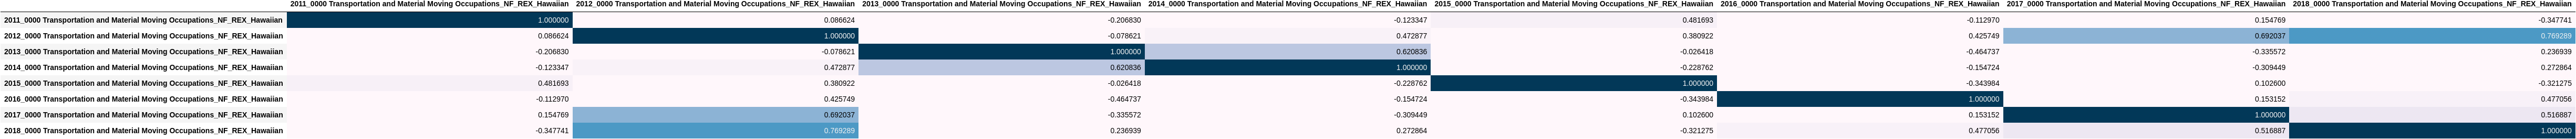 2011_0000 Transportation and Material Moving Occupations_NF_REX_Hawaiian 2012_0000 Transportation and Material Moving Occupations_NF_REX_Hawaiian 2013_0000 Transportation and Material Moving Occupations_NF_REX_Hawaiian 2014_0000 Transportation and Material Moving Occupations_NF_REX_Hawaiian 2015_0000 Transportation and Material Moving Occupations_NF_REX_Hawaiian 2016_0000 Transportation and Material Moving Occupations_NF_REX_Hawaiian 2017_0000 Transportation and Material Moving Occupations_NF_REX_Hawaiian 2018_0000 Transportation and Material Moving Occupations_NF_REX_Hawaiian
2011_0000 Transportation and Material Moving Occupations_NF_REX_Hawaiian 1.000000 0.086624 -0.206830 -0.123347 0.481693 -0.112970 0.154769 -0.347741
2012_0000 Transportation and Material Moving Occupations_NF_REX_Hawaiian 0.086624 1.000000 -0.078621 0.472877 0.380922 0.425749 0.692037 0.769289
2013_0000 Transportation and Material Moving Occupations_NF_REX_Hawaiian -0.206830 -0.078621 1.000000 0.620836 -0.026418 -0.464737 -0.335572 0.236939
2014_0000 Transportation and Material Moving Occupations_NF_REX_Hawaiian -0.123347 0.472877 0.620836 1.000000 -0.228762 -0.154724 -0.309449 0.272864
2015_0000 Transportation and Material Moving Occupations_NF_REX_Hawaiian 0.481693 0.380922 -0.026418 -0.228762 1.000000 -0.343984 0.102600 -0.321275
2016_0000 Transportation and Material Moving Occupations_NF_REX_Hawaiian -0.112970 0.425749 -0.464737 -0.154724 -0.343984 1.000000 0.153152 0.477056
2017_0000 Transportation and Material Moving Occupations_NF_REX_Hawaiian 0.154769 0.692037 -0.335572 -0.309449 0.102600 0.153152 1.000000 0.516887
2018_0000 Transportation and Material Moving Occupations_NF_REX_Hawaiian -0.347741 0.769289 0.236939 0.272864 -0.321275 0.477056 0.516887 1.000000